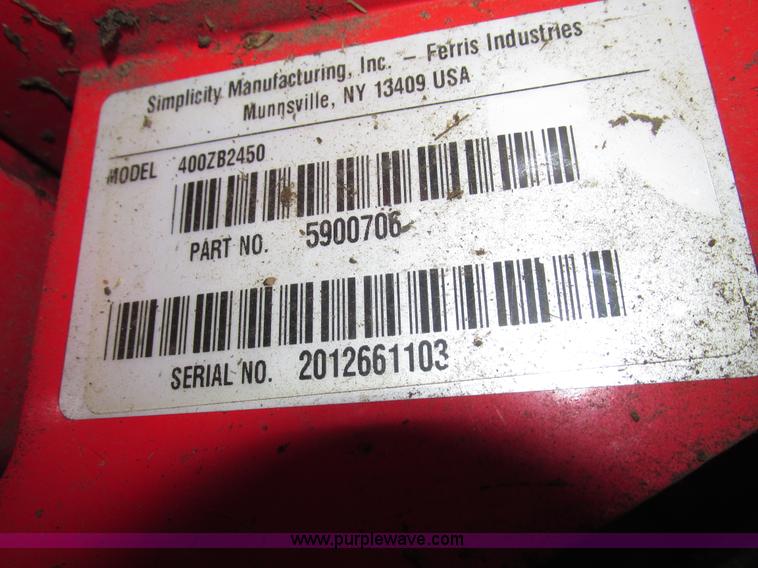 Simplicity Manufacturing, Inc. – Ferris Industries
Munnsville, NY 13409 USA
MODEL 400ZB2450
PART NO. 5900706
SERIAL NO. 2012661103
www.purplewave.com